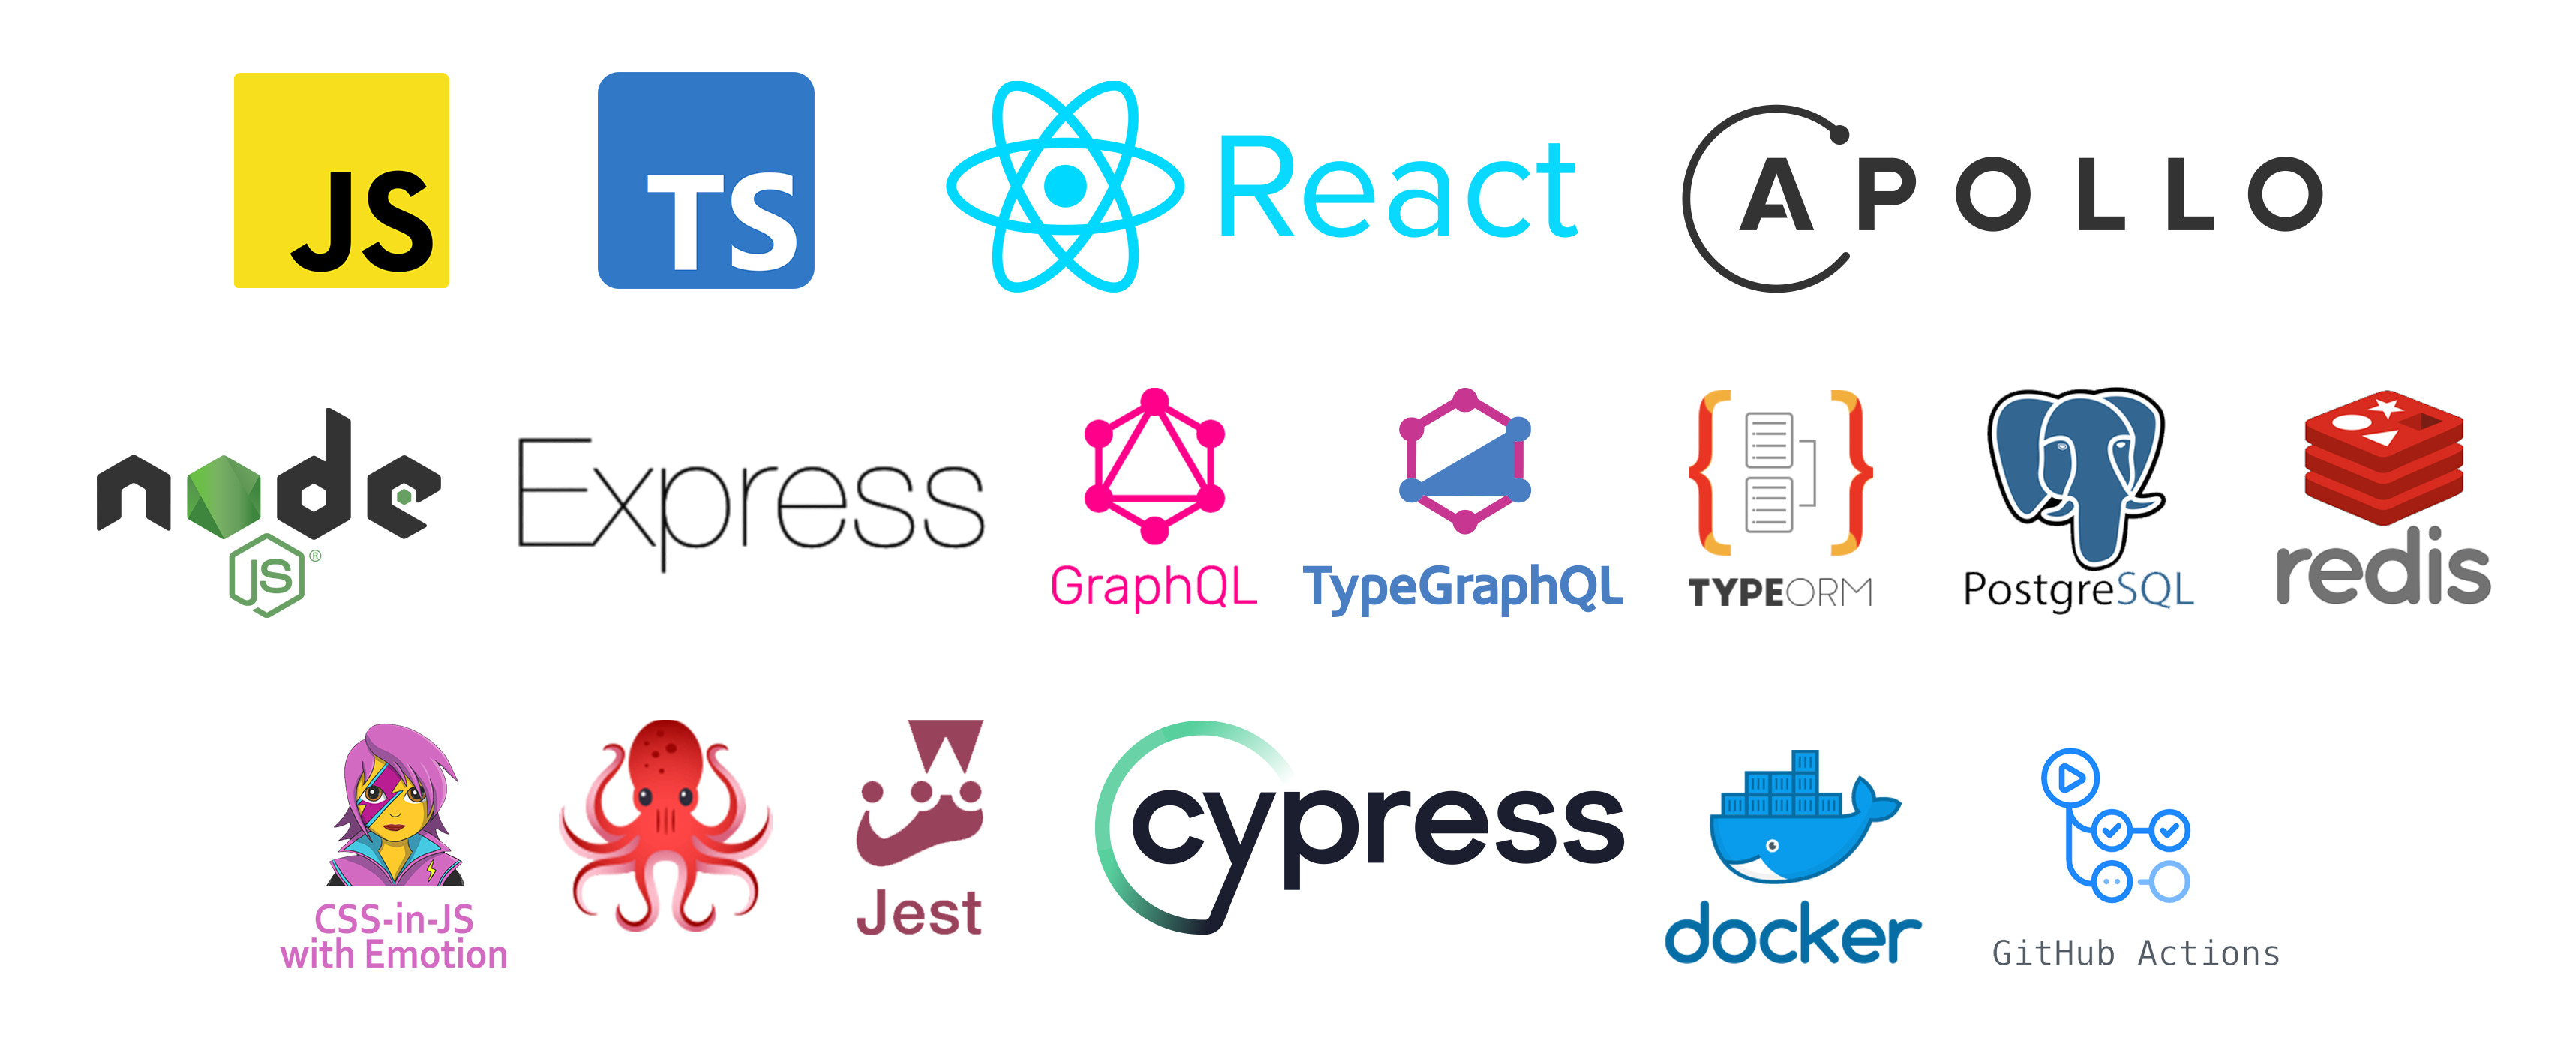 JS
TS
React
APOLLO
node
JS®
Express
GraphQL
TypeGraphQL
TYPEORM
PostgreSQL
redis
CSS-in-JS
with Emotion
Jest
cypress
docker
GitHub Actions